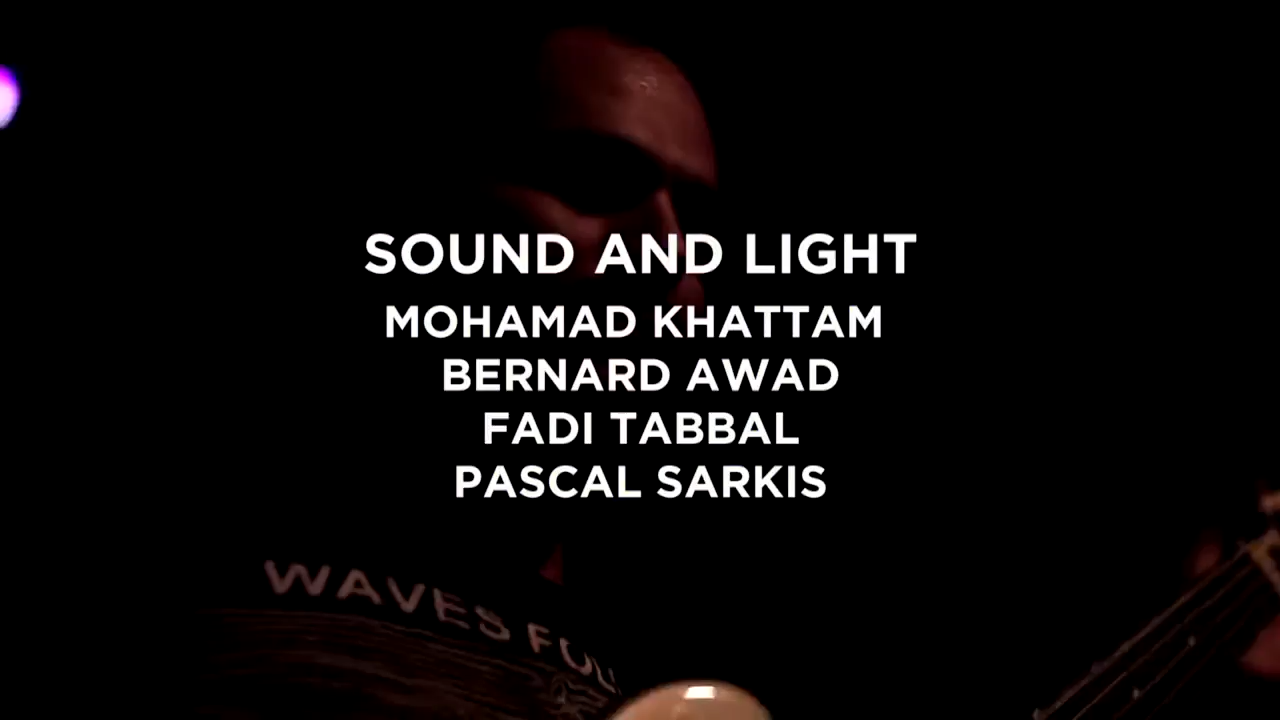 SOUND AND LIGHT
MOHAMAD KHATTAM
BERNARD AWAD
FADI TABBAL
PASCAL SARKIS
WAVES